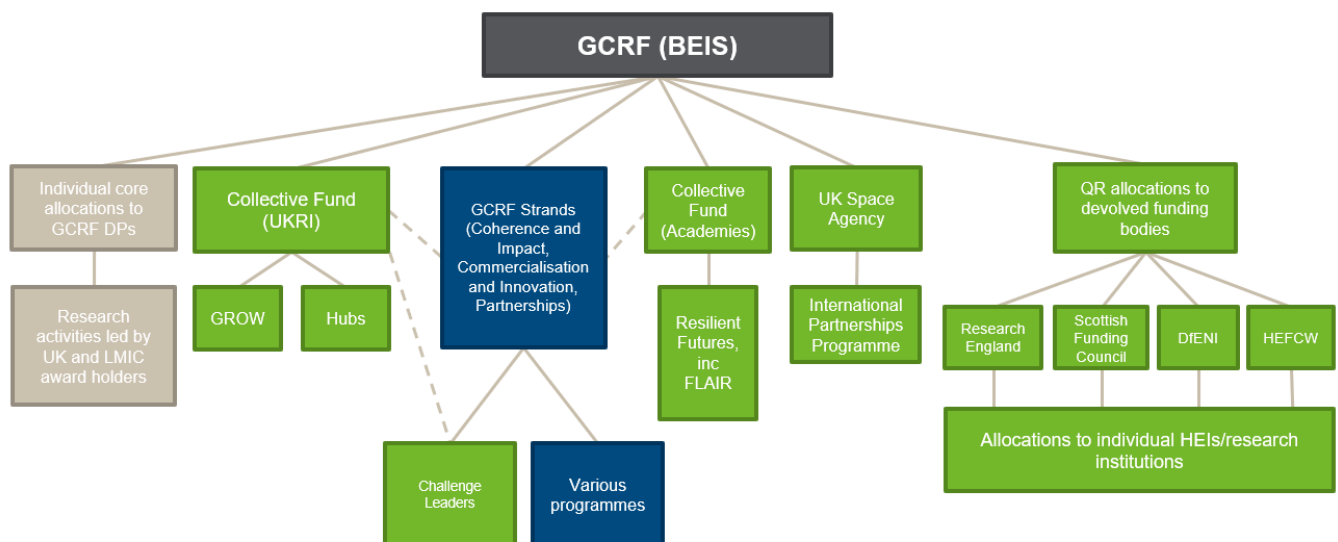 GCRF (BEIS)
Individual core
allocations to
GCRF DPs
Collective Fund
(UKRI)
GCRF Strands
(Coherence and
Impact,
Commercialisation
and Innovation,
Partnerships)
Collective
Fund
(Academies)
UK Space
Agency
QR allocations to
devolved funding
bodies
Research
activities led by
UK and LMIC
award holders
GROW
Hubs
Resilient
Futures,
inc
FLAIR
International
Partnerships
Programme
Research
England
Scottish
Funding
Council
DfENI
HEFCW
Challenge
Leaders
Various
programmes
Allocations to individual HEIs/research
institutions